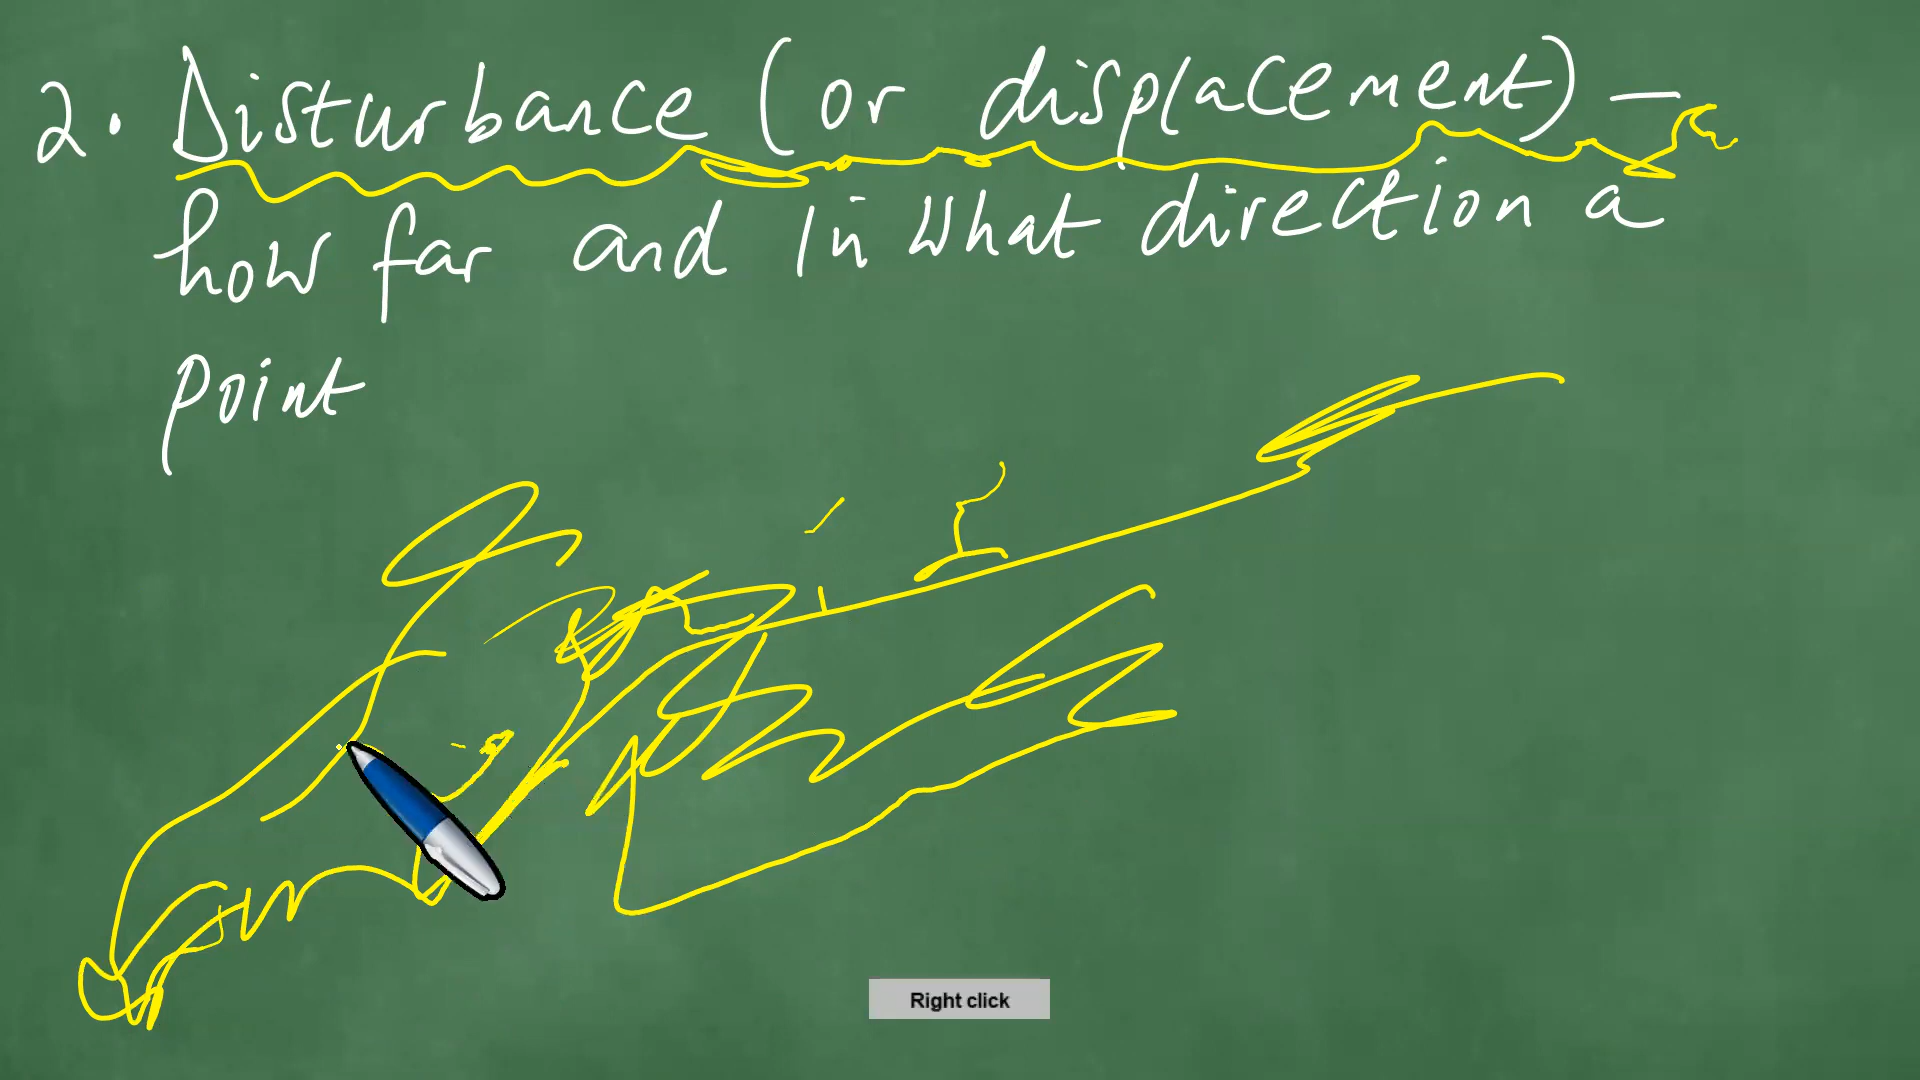 2. Disturbance (or displacement) –
how far and in what direction a
point
Right click